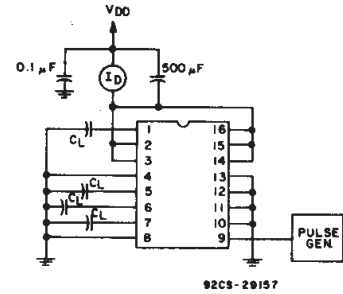 VDD
0.1 µF
ID
500 µF
CL
1 16
2 15
3 14
4 13
CL
5 12
CL
6 11
CL
7 10
8 9
PULSE
GEN.
92CS-29157